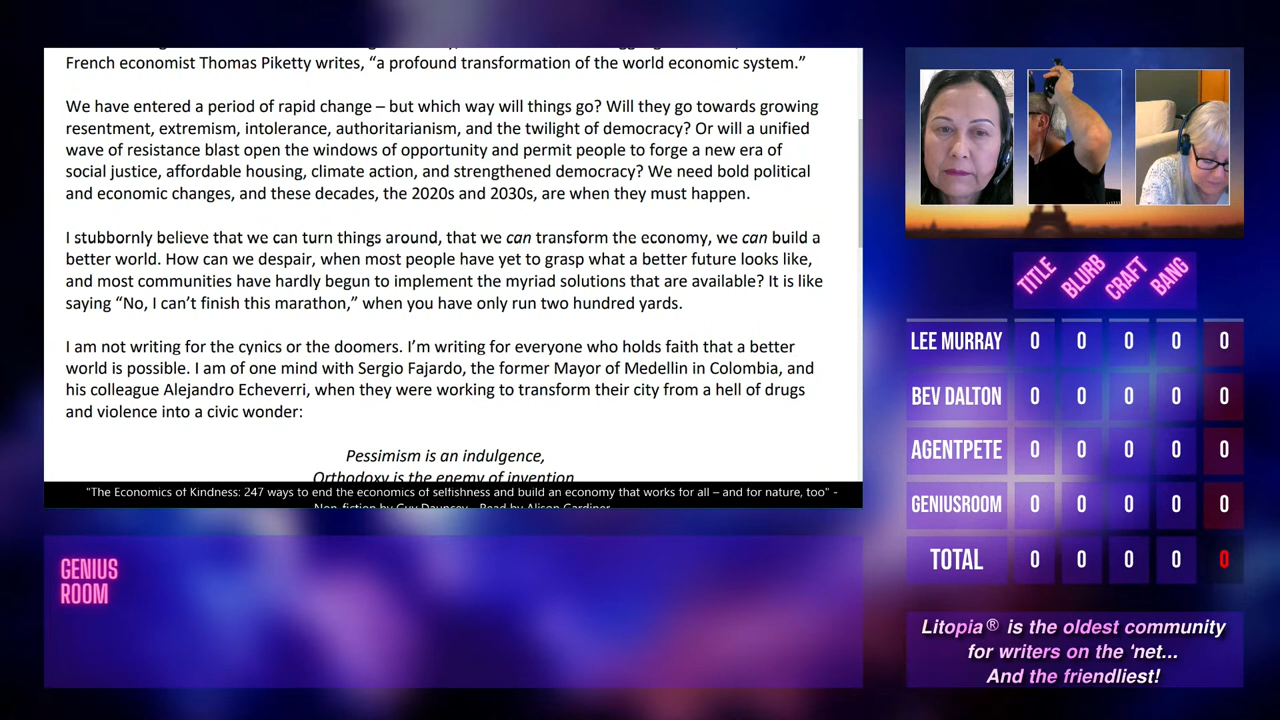 French economist Thomas Piketty writes, “a profound transformation of the world economic system.”
We have entered a period of rapid change – but which way will things go? Will they go towards growing
resentment, extremism, intolerance, authoritarianism, and the twilight of democracy? Or will a unified
wave of resistance blast open the windows of opportunity and permit people to forge a new era of
social justice, affordable housing, climate action, and strengthened democracy? We need bold political
and economic changes, and these decades, the 2020s and 2030s, are when they must happen.
I stubbornly believe that we can turn things around, that we can transform the economy, we can build a
better world. How can we despair, when most people have yet to grasp what a better future looks like,
and most communities have hardly begun to implement the myriad solutions that are available? It is like
saying “No, I can’t finish this marathon,” when you have only run two hundred yards.
I am not writing for the cynics or the doomers. I’m writing for everyone who holds faith that a better
world is possible. I am of one mind with Sergio Fajardo, the former Mayor of Medellin in Colombia, and
his colleague Alejandro Echeverri, when they were working to transform their city from a hell of drugs
and violence into a civic wonder:
Pessimism is an indulgence,
Orthodoxy is the enemy of invention
"The Economics of Kindness: 247 ways to end the economics of selfishness and build an economy that works for all – and for nature, too" -
Non-fiction by Guy Dauncey - Read by Alison Gardiner
GENIUS
ROOM
TITLE BLURB CRAFT BANG
LEE MURRAY 0 0 0 0 0
BEV DALTON 0 0 0 0 0
AGENTPETE 0 0 0 0 0
GENIUSROOM 0 0 0 0 0
TOTAL 0 0 0 0 0
Litopia® is the oldest community
for writers on the 'net...
And the friendliest!